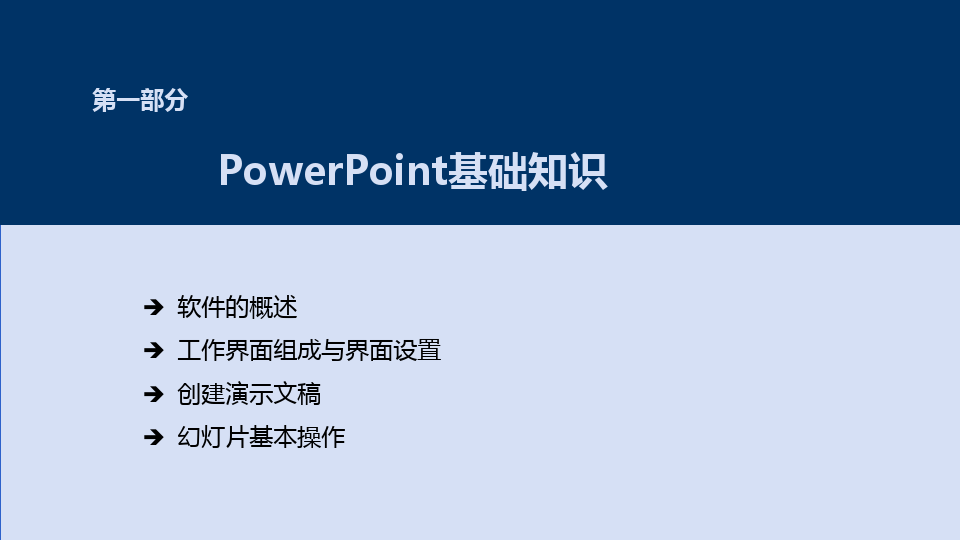 第一部分
PowerPoint基础知识
➔ 软件的概述
➔ 工作界面组成与界面设置
➔ 创建演示文稿
➔ 幻灯片基本操作